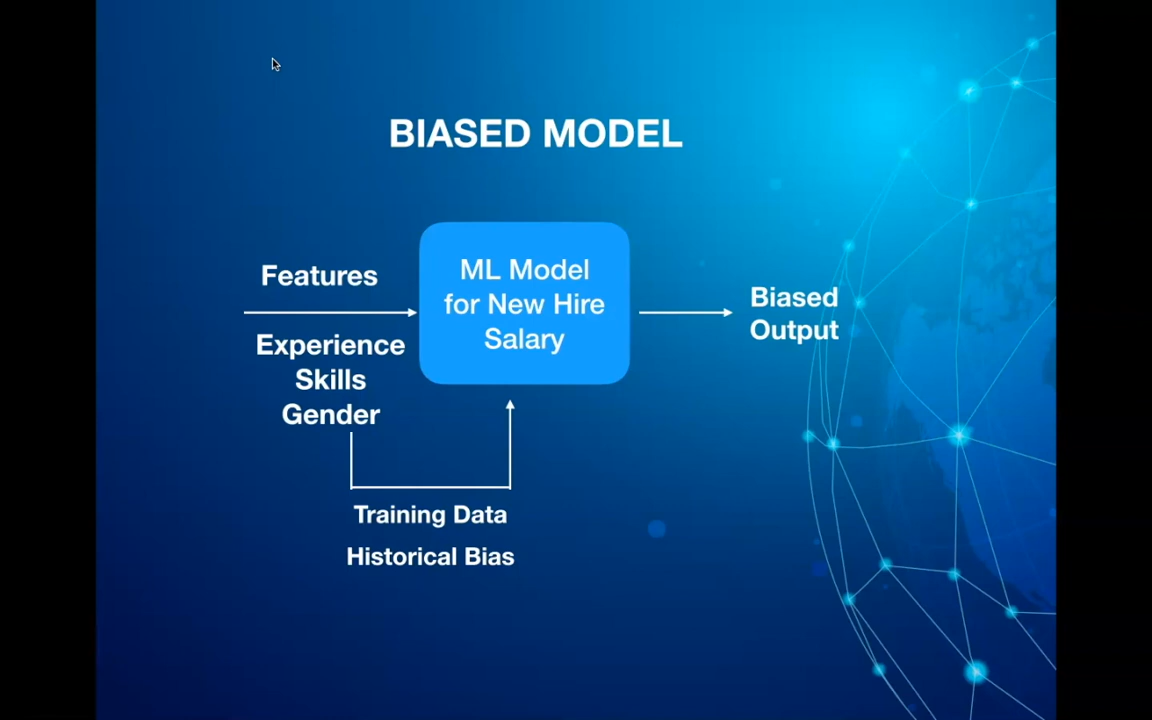 BIASED MODEL
Features
Experience
Skills
Gender
ML Model
for New Hire
Salary
Biased
Output
Training Data
Historical Bias